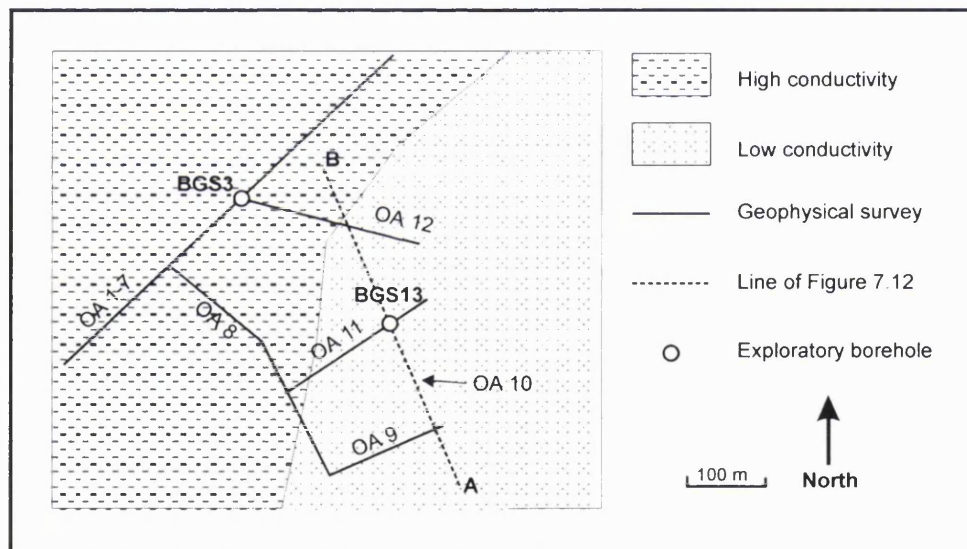 B
BGS3
OA 12
OA 1-7
OA 8
BGS13
OA 11
OA 10
OA 9
A
High conductivity
Low conductivity
Geophysical survey
Line of Figure 7.12
Exploratory borehole
100 m
North